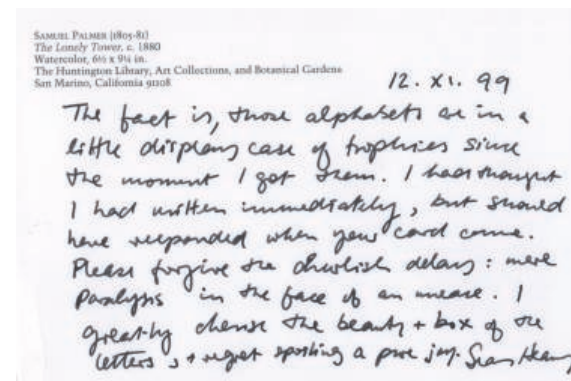 SAMUEL PALMER (1805-81)
The Lonely Tower, c. 1880
Watercolor, 6½ x 9¼ in.
The Huntington Library, Art Collections, and Botanical Gardens
San Marino, California 91108
12. XI. 99
The fact is, those alphabets are in a
little display case of trophies since
the moment I got them. I had thought
I had written immediately, but should
have responded when your card came.
Please forgive the churlish delay: mere
Paralysis in the face of an
greatly cherish the beauty + box of the
letters + regret spoiling a pure joy. Seamus Heaney